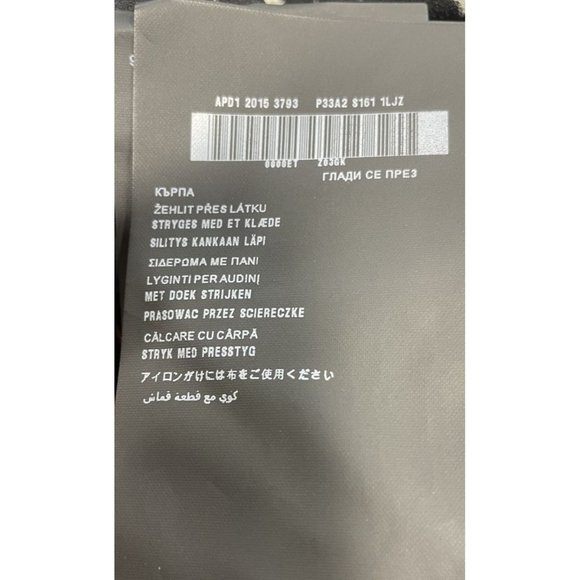 APD1 2015 3793 P33A2 S161 1LJZ
0000ET Z63GK
ГЛАДИ СЕ ПРЕЗ
КЪРПА
ŽEHLIT PŘES LÁTKU
STRYGES MED ET KLÆDE
SILITYS KANKAAN LÄPI
ΣΙΔΕΡΩΜΑ ΜΕ ΠΑΝΙ
LYGINTI PER AUDINĮ
MET DOEK STRIJKEN
PRASOWAC PRZEZ SCIERECZKE
CĂLCARE CU CÂRPĂ
STRYK MED PRESSTYG
アイロンがけには布をご使用ください
كوي مع قطعة قماش